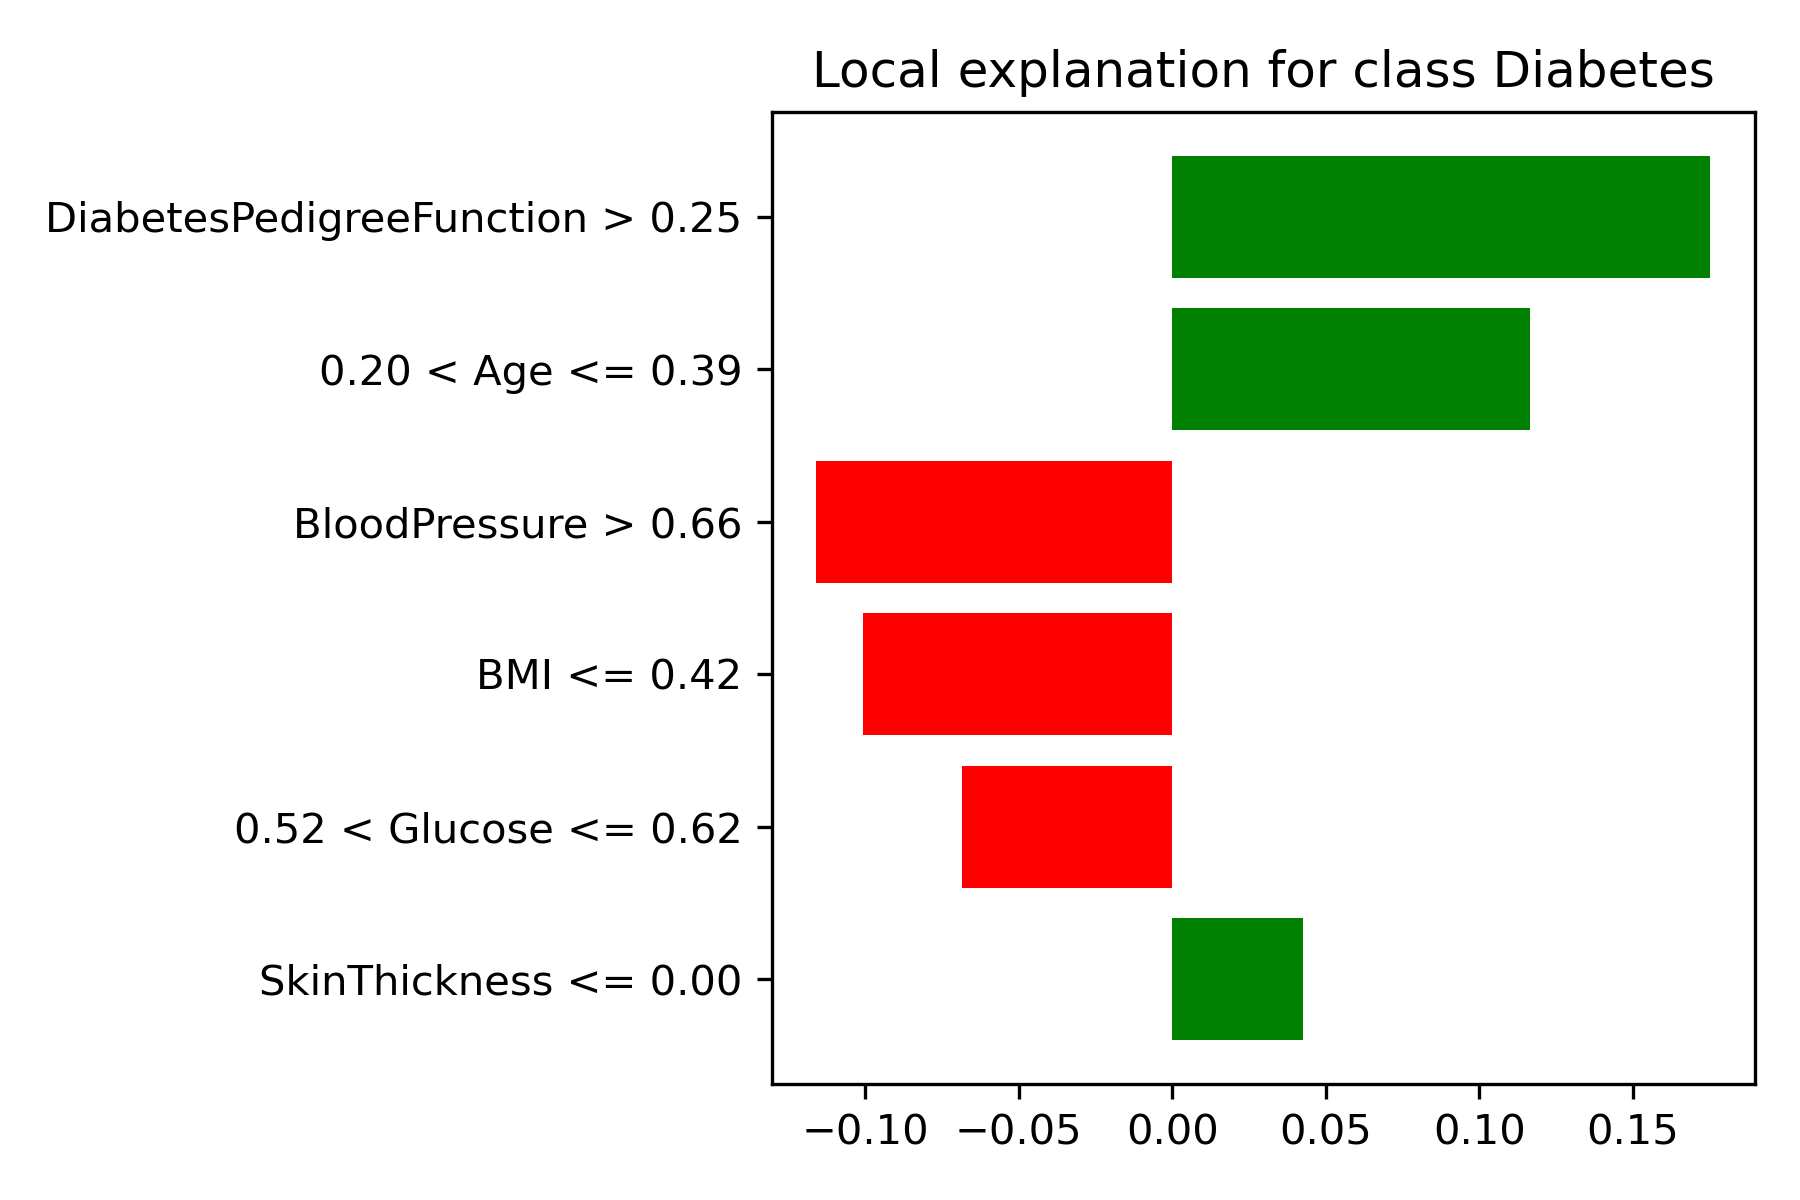 Local explanation for class Diabetes
DiabetesPedigreeFunction > 0.25
0.20 < Age <= 0.39
BloodPressure > 0.66
BMI <= 0.42
0.52 < Glucose <= 0.62
SkinThickness <= 0.00
−0.10 −0.05 0.00 0.05 0.10 0.15